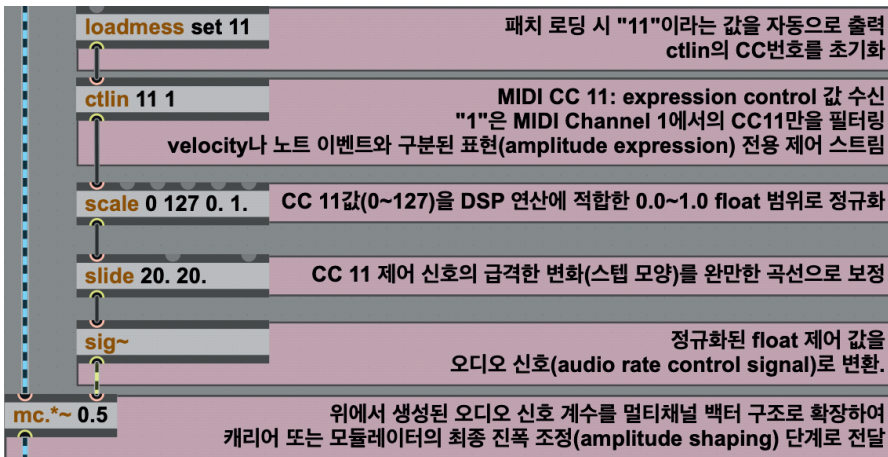 loadmess set 11
패치 로딩 시 "11"이라는 값을 자동으로 출력
ctlin의 CC번호를 초기화
ctlin 11 1
MIDI CC 11: expression control 값 수신
"1"은 MIDI Channel 1에서의 CC11만을 필터링
velocity나 노트 이벤트와 구분된 표현(amplitude expression) 전용 제어 스트림
scale 0 127 0. 1.
CC 11값(0~127)을 DSP 연산에 적합한 0.0~1.0 float 범위로 정규화
slide 20. 20.
CC 11 제어 신호의 급격한 변화(스텝 모양)를 완만한 곡선으로 보정
sig~
정규화된 float 제어 값을
오디오 신호(audio rate control signal)로 변환.
mc.*~ 0.5
위에서 생성된 오디오 신호 계수를 멀티채널 백터 구조로 확장하여
캐리어 또는 모듈레이터의 최종 진폭 조정(amplitude shaping) 단계로 전달